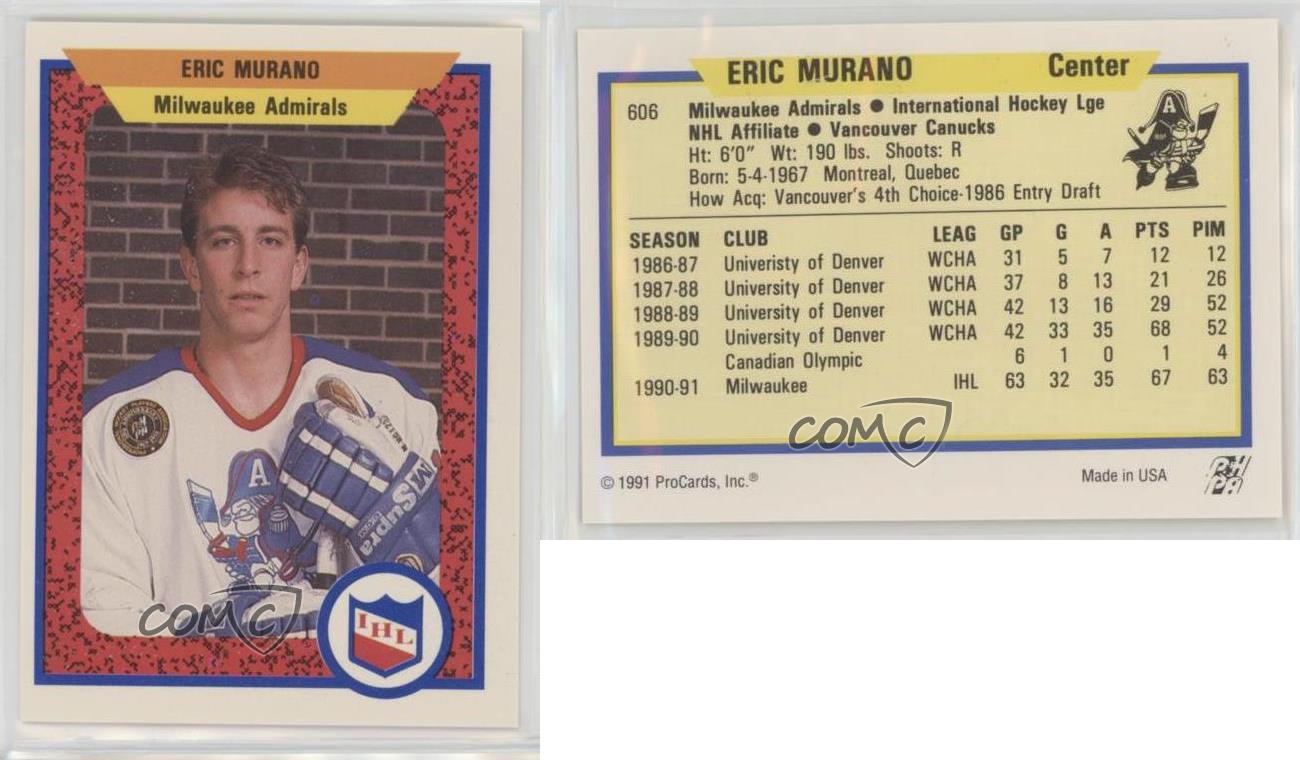 ERIC MURANO
Milwaukee Admirals
A
M Supra
IHL
COMC
ERIC MURANO Center
606 Milwaukee Admirals ● International Hockey Lge
NHL Affiliate ● Vancouver Canucks
Ht: 6'0" Wt: 190 lbs. Shoots: R
Born: 5-4-1967 Montreal, Quebec
How Acq: Vancouver's 4th Choice-1986 Entry Draft
A
SEASON CLUB LEAG GP G A PTS PIM
1986-87 Univeristy of Denver WCHA 31 5 7 12 12
1987-88 University of Denver WCHA 37 8 13 21 26
1988-89 University of Denver WCHA 42 13 16 29 52
1989-90 University of Denver WCHA 42 33 35 68 52
Canadian Olympic 6 1 0 1 4
1990-91 Milwaukee IHL 63 32 35 67 63
COMC
© 1991 ProCards, Inc.® Made in USA PHPA